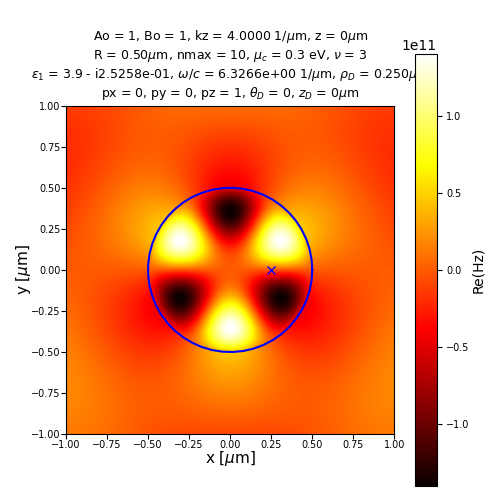 Ao = 1, Bo = 1, kz = 4.0000 1/μm, z = 0μm
R = 0.50μm, nmax = 10, μ_c = 0.3 eV, ν = 3
ε₁ = 3.9 - i2.5258e-01, ω/c = 6.3266e+00 1/μm, ρ_D = 0.250μ
px = 0, py = 0, pz = 1, θ_D = 0, z_D = 0μm
1e11
1.00
0.75
0.50
0.25
0.00
−0.25
−0.50
−0.75
−1.00
y [μm]
−1.00 −0.75 −0.50 −0.25 0.00 0.25 0.50 0.75 1.00
x [μm]
1.0
0.5
0.0
−0.5
−1.0
Re(Hz)